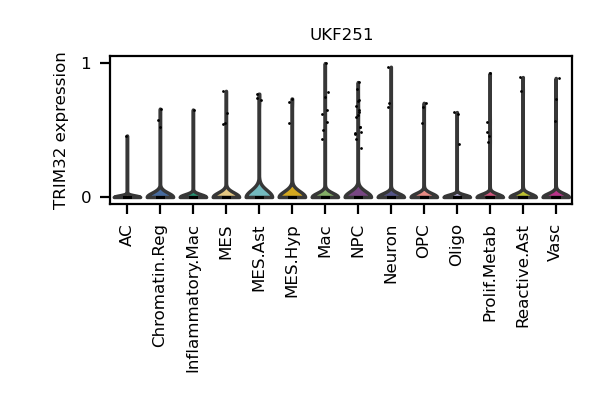 UKF251
TRIM32 expression
1
0
AC
Chromatin.Reg
Inflammatory.Mac
MES
MES.Ast
MES.Hyp
Mac
NPC
Neuron
OPC
Oligo
Prolif.Metab
Reactive.Ast
Vasc